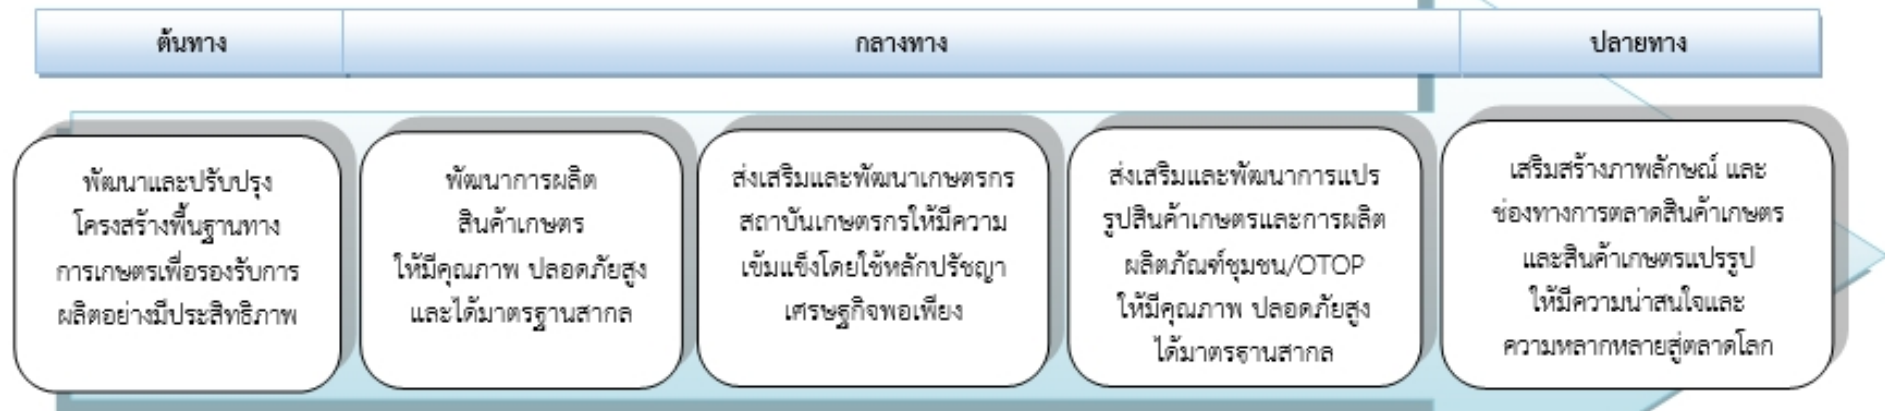 ต้นทาง
กลางทาง
ปลายทาง
พัฒนาและปรับปรุง
โครงสร้างพื้นฐานทาง
การเกษตรเพื่อรองรับการ
ผลิตอย่างมีประสิทธิภาพ
พัฒนาการผลิต
สินค้าเกษตร
ให้มีคุณภาพ ปลอดภัยสูง
และได้มาตรฐานสากล
ส่งเสริมและพัฒนาเกษตรกร
สถาบันเกษตรกรให้มีความ
เข้มแข็งโดยใช้หลักปรัชญา
เศรษฐกิจพอเพียง
ส่งเสริมและพัฒนาการแปร
รูปสินค้าเกษตรและการผลิต
ผลิตภัณฑ์ชุมชน/OTOP
ให้มีคุณภาพ ปลอดภัยสูง
ได้มาตรฐานสากล
เสริมสร้างภาพลักษณ์ และ
ช่องทางการตลาดสินค้าเกษตร
และสินค้าเกษตรแปรรูป
ให้มีความน่าสนใจและ
ความหลากหลายสู่ตลาดโลก